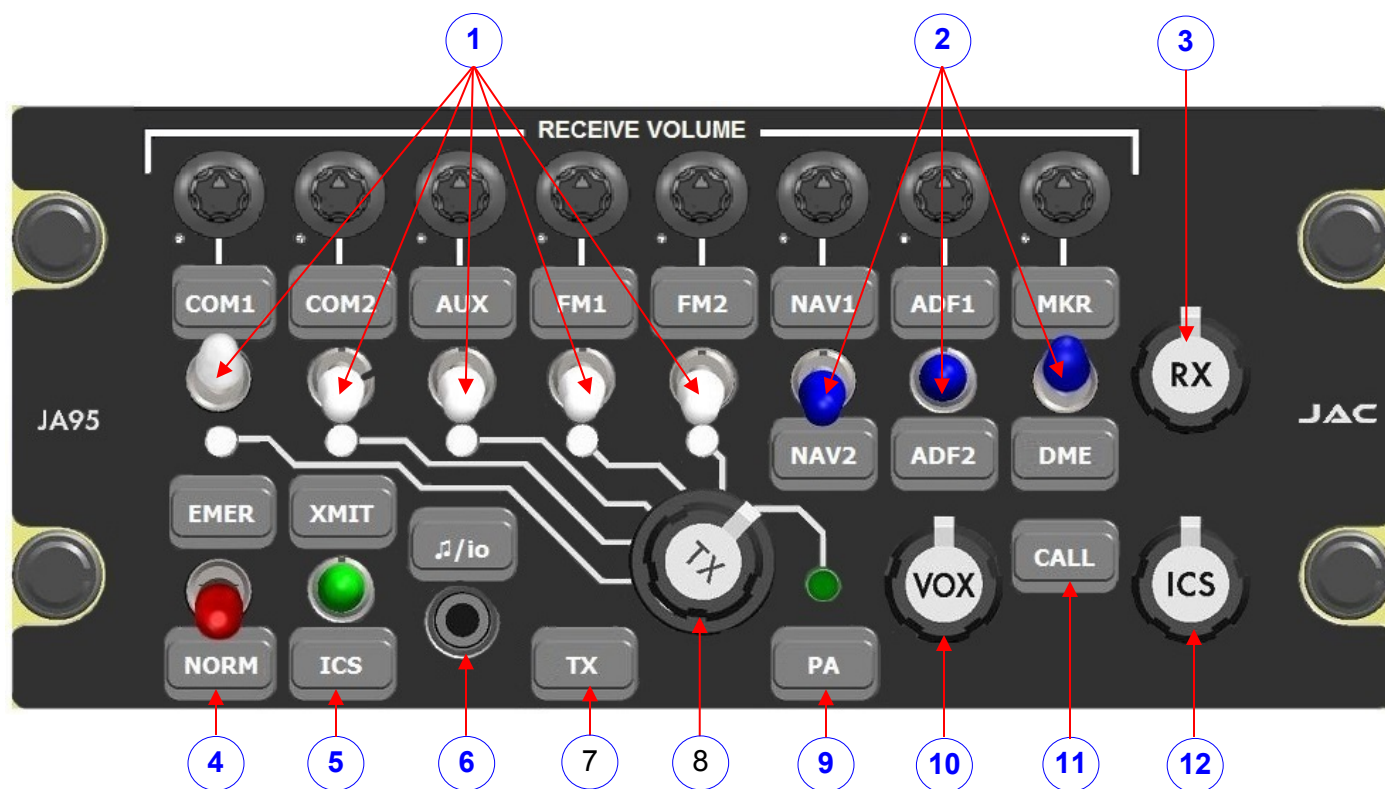 1 2 3
RECEIVE VOLUME
COM1 COM2 AUX FM1 FM2 NAV1 ADF1 MKR
RX
JA95 JAC
NAV2 ADF2 DME
EMER XMIT
♫/io TX CALL
VOX ICS
NORM ICS TX PA
4 5 6 7 8 9 10 11 12